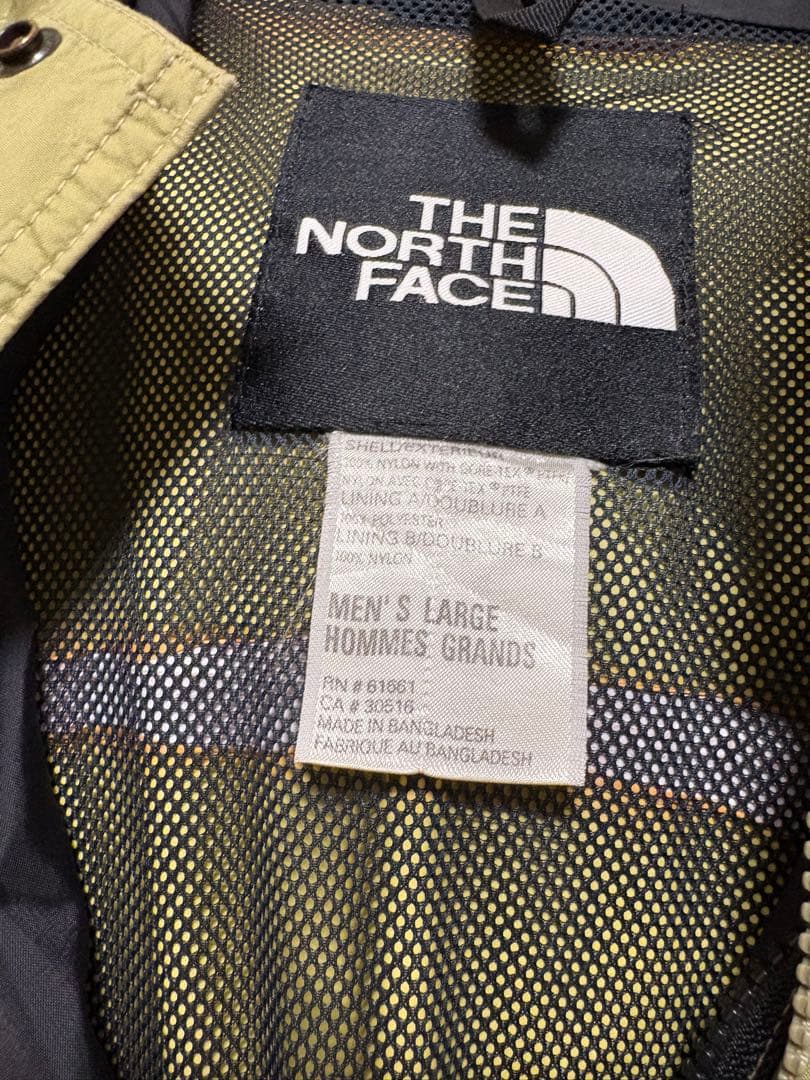 THE
NORTH
FACE
SHELL/EXTERIEUR
100% NYLON WITH GORE-TEX® PTFE
NYLON AVEC GORE-TEX® PTFE
LINING A/DOUBLURE A
100% POLYESTER
LINING B/DOUBLURE B
100% NYLON
MEN'S LARGE
HOMMES GRANDS
RN # 61661
CA # 30516
MADE IN BANGLADESH
FABRIQUE AU BANGLADESH